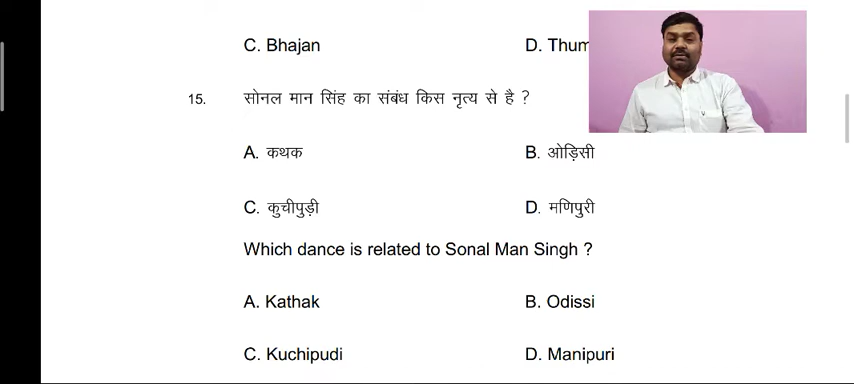 C. Bhajan D. Thum
15. सोनल मान सिंह का संबंध किस नृत्य से है ?
A. कथक B. ओड़िसी
C. कुचीपुड़ी D. मणिपुरी
Which dance is related to Sonal Man Singh ?
A. Kathak B. Odissi
C. Kuchipudi D. Manipuri